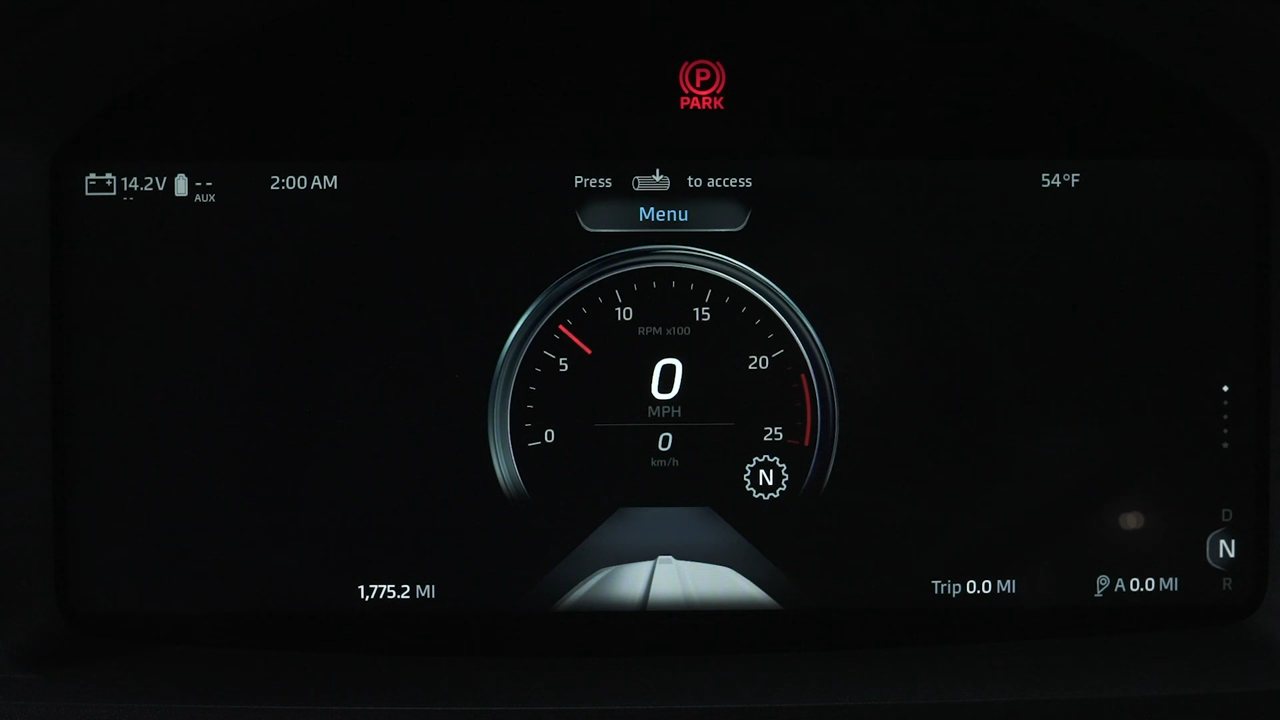 P
PARK
14.2V
--
--
AUX
2:00 AM
Press to access
54°F
Menu
10 15
RPM x100
5 20
0
MPH
0 25
0
km/h
N
D
N
R
1,775.2 MI
Trip 0.0 MI
A 0.0 MI